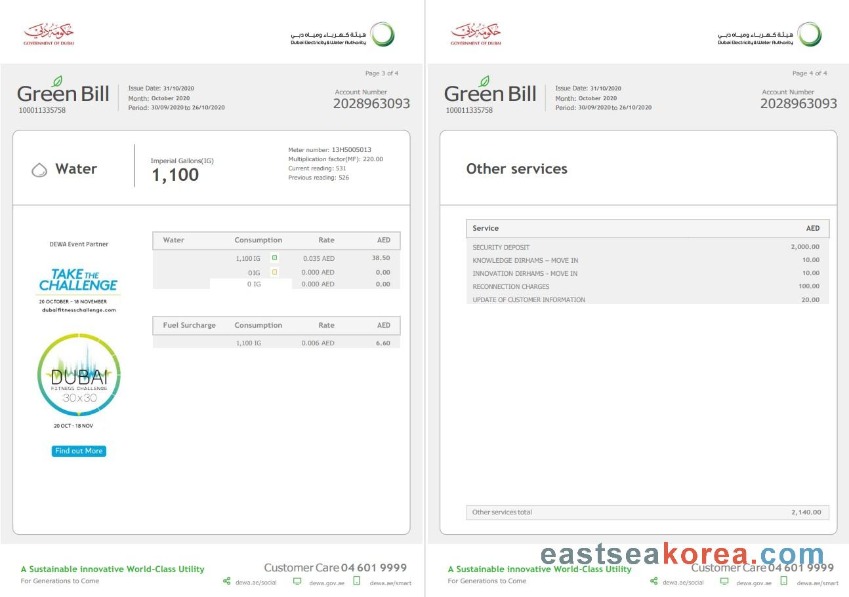 حكومة دبي
GOVERNMENT OF DUBAI
هيئة كهرباء ومياه دبي
Dubai Electricity & Water Authority
Page 3 of 4
Green Bill
100011335758
Issue Date: 31/10/2020
Month: October 2020
Period: 30/09/2020 to 26/10/2020
Account Number
2028963093
Water
Imperial Gallons(IG)
1,100
Meter number: 13HS005013
Multiplication factor(MF): 220.00
Current reading: 531
Previous reading: 526
DEWA Event Partner
TAKE THE
CHALLENGE
20 OCTOBER - 18 NOVEMBER
dubaifitnesschallenge.com
DUBAI
FITNESS CHALLENGE
30x30
20 OCT - 18 NOV
Find out More
Water Consumption Rate AED
1,100 IG 0.035 AED 38.50
0 IG 0.000 AED 0.00
0 IG 0.000 AED 0.00
Fuel Surcharge Consumption Rate AED
1,100 IG 0.006 AED 6.60
A Sustainable innovative World-Class Utility
For Generations to Come
Customer Care 04 601 9999
dewa.ae/social dewa.gov.ae dewa.ae/smart
حكومة دبي
GOVERNMENT OF DUBAI
هيئة كهرباء ومياه دبي
Dubai Electricity & Water Authority
Page 4 of 4
Green Bill
100011335758
Issue Date: 31/10/2020
Month: October 2020
Period: 30/09/2020 to 26/10/2020
Account Number
2028963093
Other services
Service AED
SECURITY DEPOSIT 2,000.00
KNOWLEDGE DIRHAMS – MOVE IN 10.00
INNOVATION DIRHAMS - MOVE IN 10.00
RECONNECTION CHARGES 100.00
UPDATE OF CUSTOMER INFORMATION 20.00
Other services total 2,140.00
eastseakorea.com
A Sustainable innovative World-Class Utility
For Generations to Come
Customer Care 04 601 9999
dewa.ae/social dewa.gov.ae dewa.ae/smart